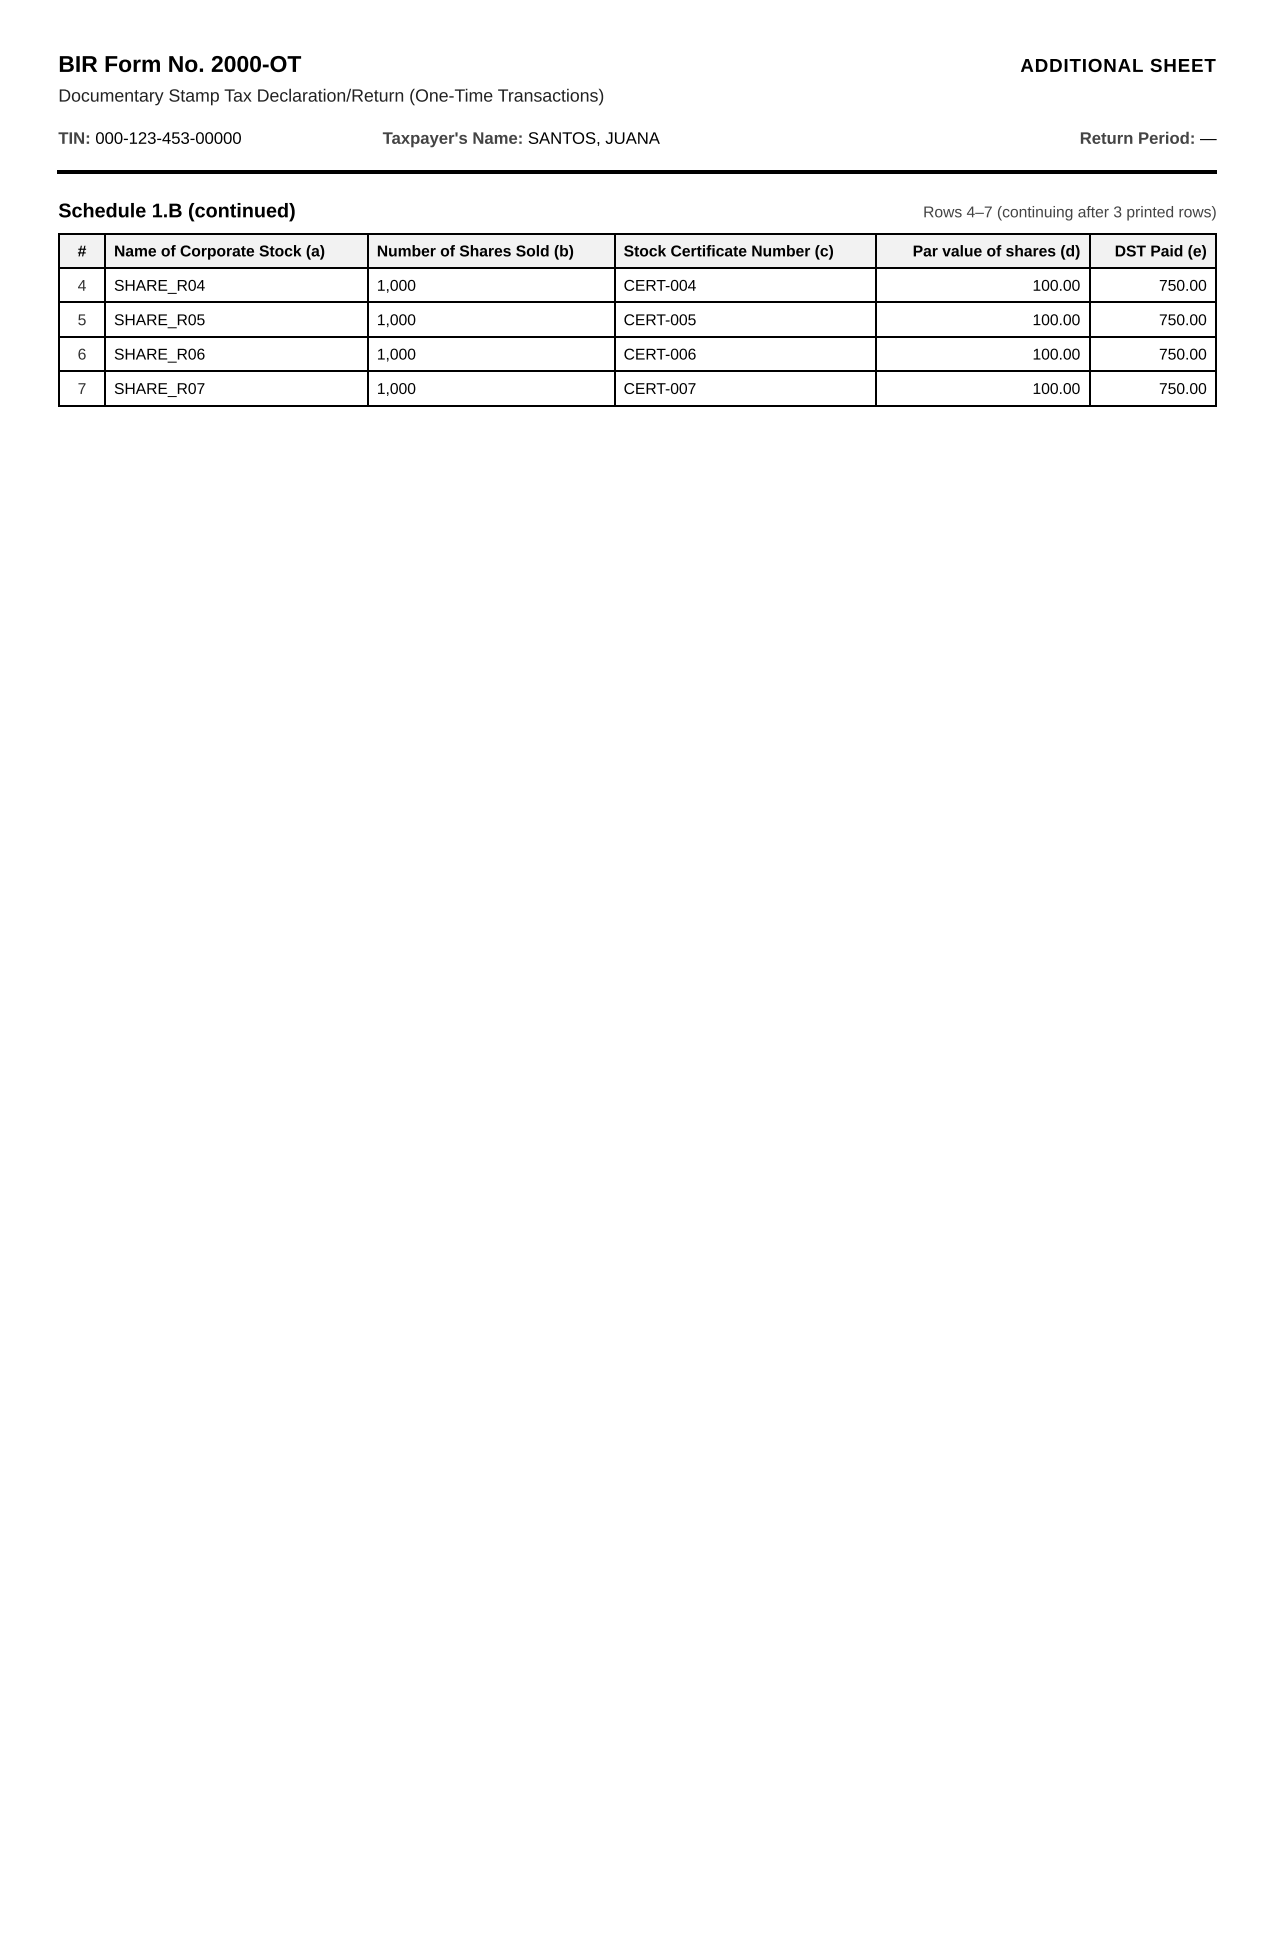 BIR Form No. 2000-OT
ADDITIONAL SHEET
Documentary Stamp Tax Declaration/Return (One-Time Transactions)
TIN: 000-123-453-00000 Taxpayer's Name: SANTOS, JUANA Return Period: —
Schedule 1.B (continued)
Rows 4–7 (continuing after 3 printed rows)
# Name of Corporate Stock (a) Number of Shares Sold (b) Stock Certificate Number (c) Par value of shares (d) DST Paid (e)
4 SHARE_R04 1,000 CERT-004 100.00 750.00
5 SHARE_R05 1,000 CERT-005 100.00 750.00
6 SHARE_R06 1,000 CERT-006 100.00 750.00
7 SHARE_R07 1,000 CERT-007 100.00 750.00